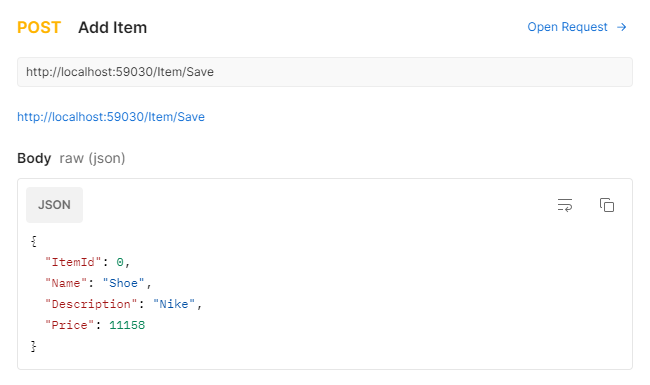 POST Add Item Open Request →
http://localhost:59030/Item/Save
http://localhost:59030/Item/Save
Body raw (json)
JSON
{
  "ItemId": 0,
  "Name": "Shoe",
  "Description": "Nike",
  "Price": 11158
}